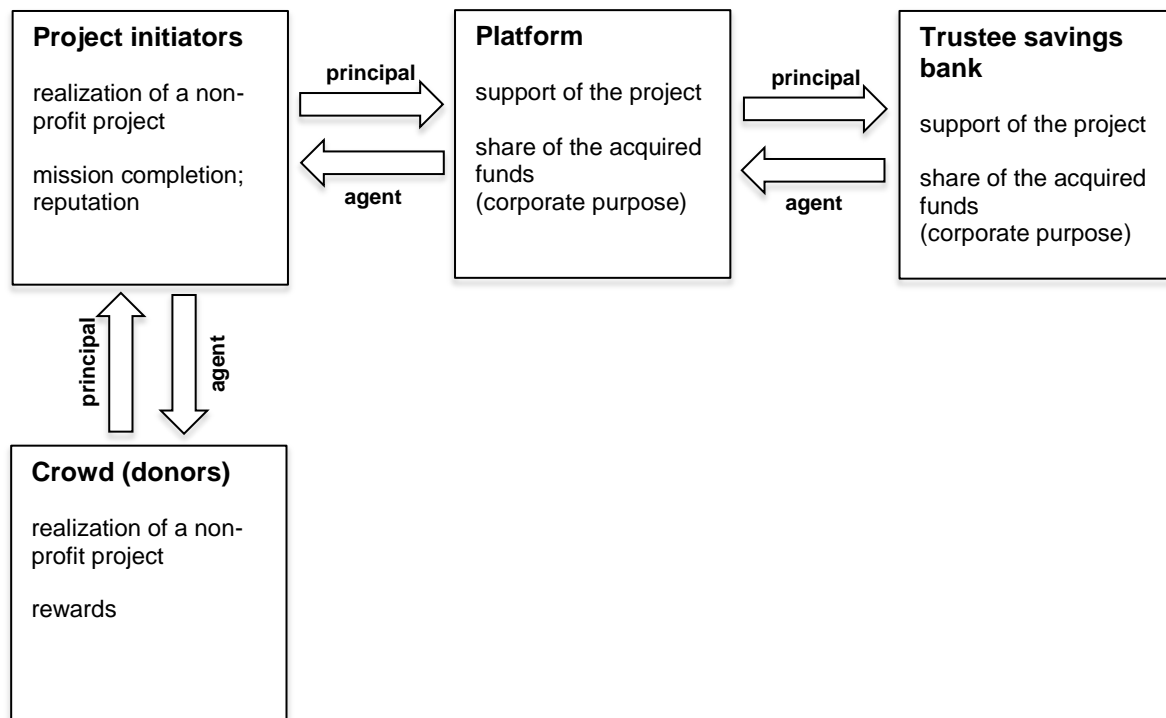 Project initiators
realization of a non-
profit project
mission completion;
reputation
principal
agent
Platform
support of the project
share of the acquired
funds
(corporate purpose)
principal
agent
Trustee savings
bank
support of the project
share of the acquired
funds
(corporate purpose)
principal
agent
Crowd (donors)
realization of a non-
profit project
rewards